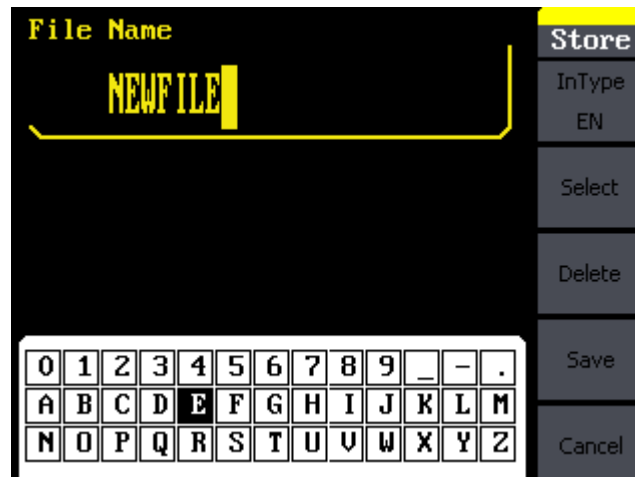 File Name
NEWFILE
Store
InType
EN
Select
Delete
Save
Cancel
0 1 2 3 4 5 6 7 8 9 _ - .
A B C D E F G H I J K L M
N O P Q R S T U V W X Y Z